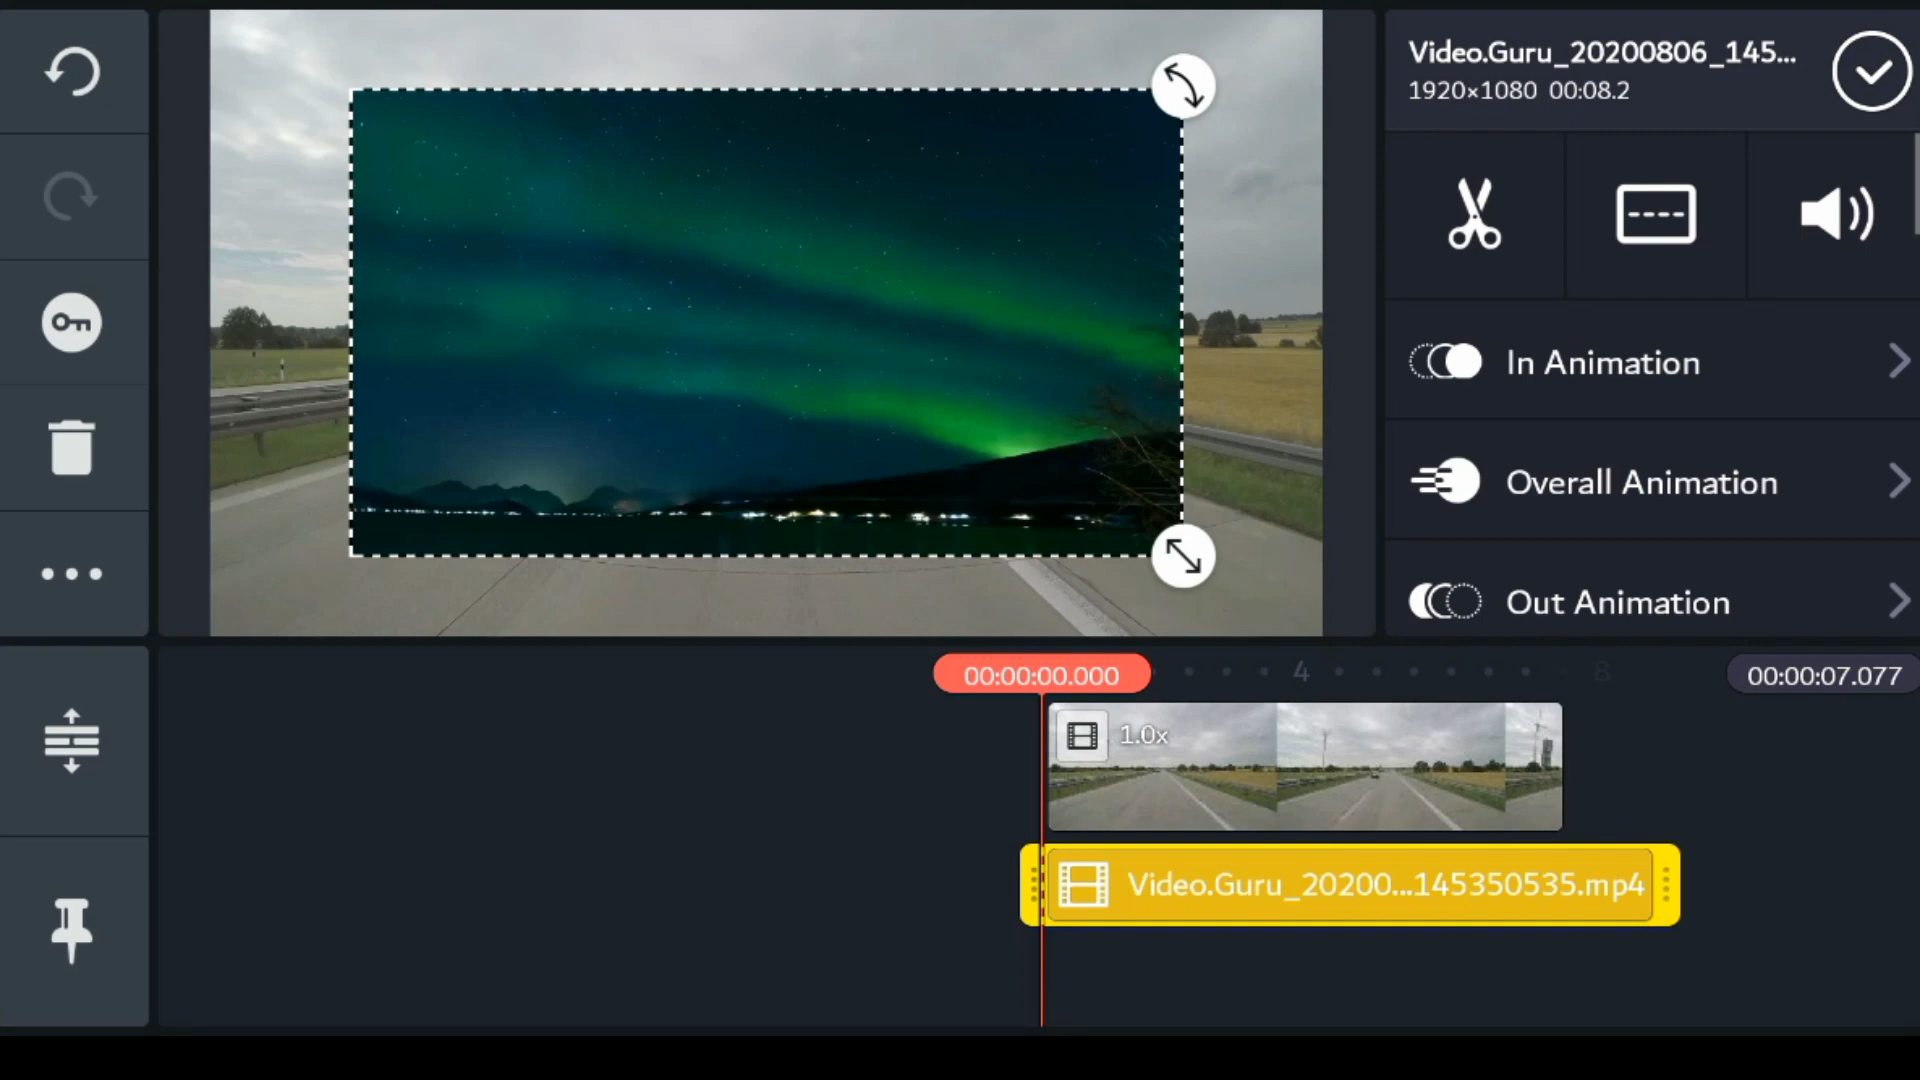 Video.Guru_20200806_145...
1920×1080 00:08.2
In Animation
Overall Animation
Out Animation
00:00:00.000
4
8
00:00:07.077
1.0x
Video.Guru_20200...145350535.mp4